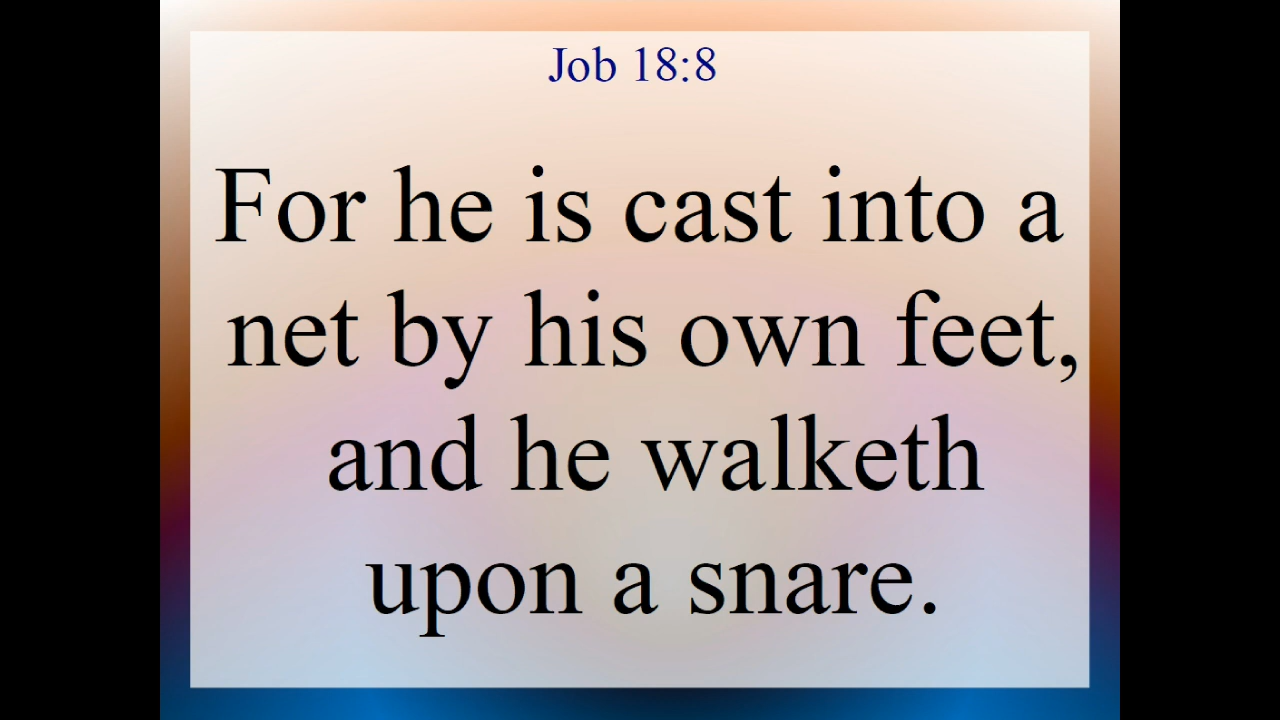 Job 18:8
For he is cast into a
net by his own feet,
and he walketh
upon a snare.